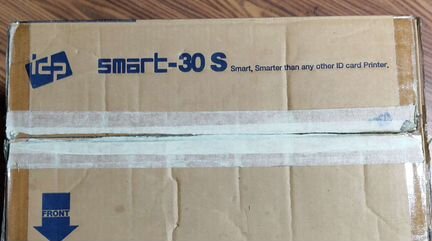 idp
smart-30 S Smart, Smarter than any other ID card Printer.
FRONT